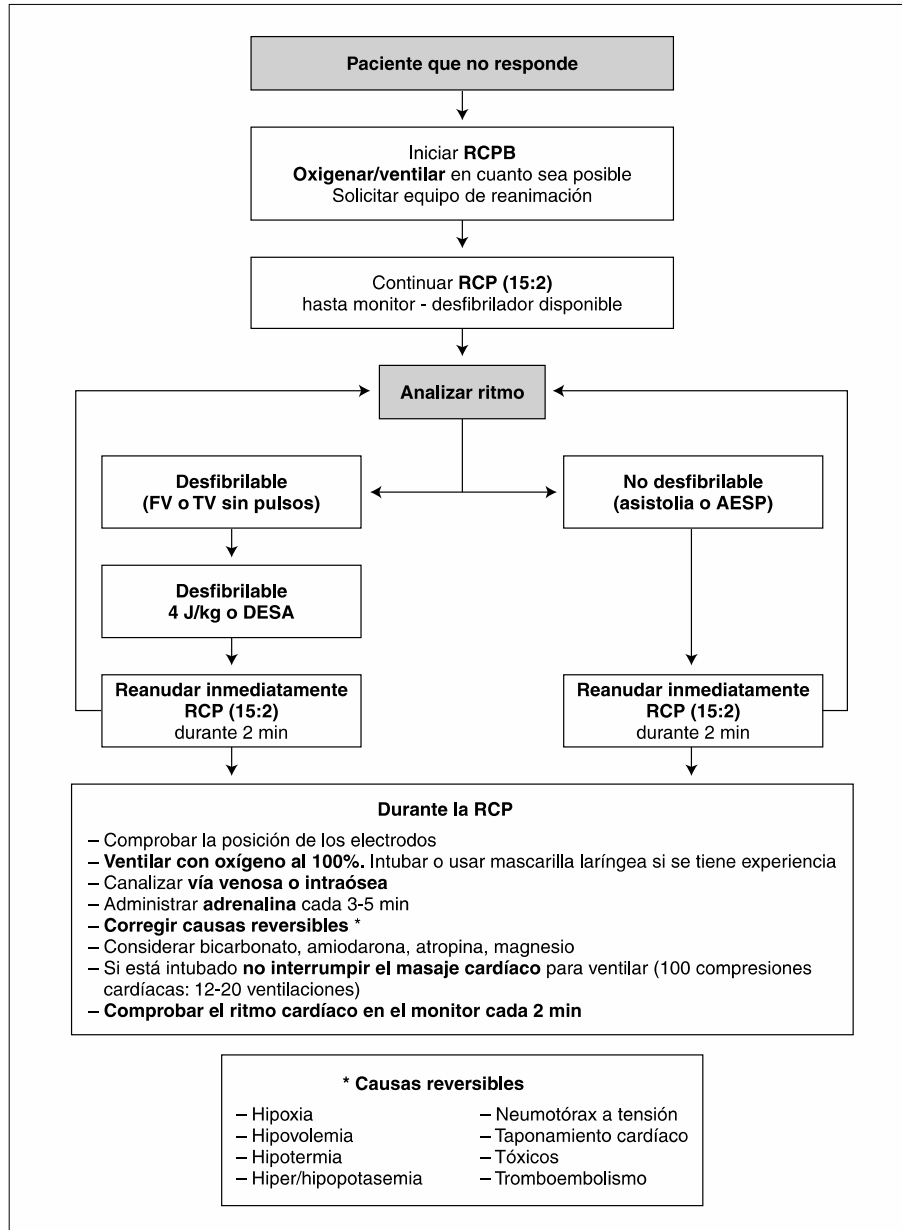 Paciente que no responde
Iniciar RCPB
Oxigenar/ventilar en cuanto sea posible
Solicitar equipo de reanimación
Continuar RCP (15:2)
hasta monitor - desfibrilador disponible
Analizar ritmo
Desfibrilable
(FV o TV sin pulsos)
No desfibrilable
(asistolia o AESP)
Desfibrilable
4 J/kg o DESA
Reanudar inmediatamente
RCP (15:2)
durante 2 min
Reanudar inmediatamente
RCP (15:2)
durante 2 min
Durante la RCP
– Comprobar la posición de los electrodos
– Ventilar con oxígeno al 100%. Intubar o usar mascarilla laríngea si se tiene experiencia
– Canalizar vía venosa o intraósea
– Administrar adrenalina cada 3-5 min
– Corregir causas reversibles *
– Considerar bicarbonato, amiodarona, atropina, magnesio
– Si está intubado no interrumpir el masaje cardíaco para ventilar (100 compresiones
cardíacas: 12-20 ventilaciones)
– Comprobar el ritmo cardíaco en el monitor cada 2 min
* Causas reversibles
– Hipoxia
– Hipovolemia
– Hipotermia
– Hiper/hipopotasemia
– Neumotórax a tensión
– Taponamiento cardíaco
– Tóxicos
– Tromboembolismo